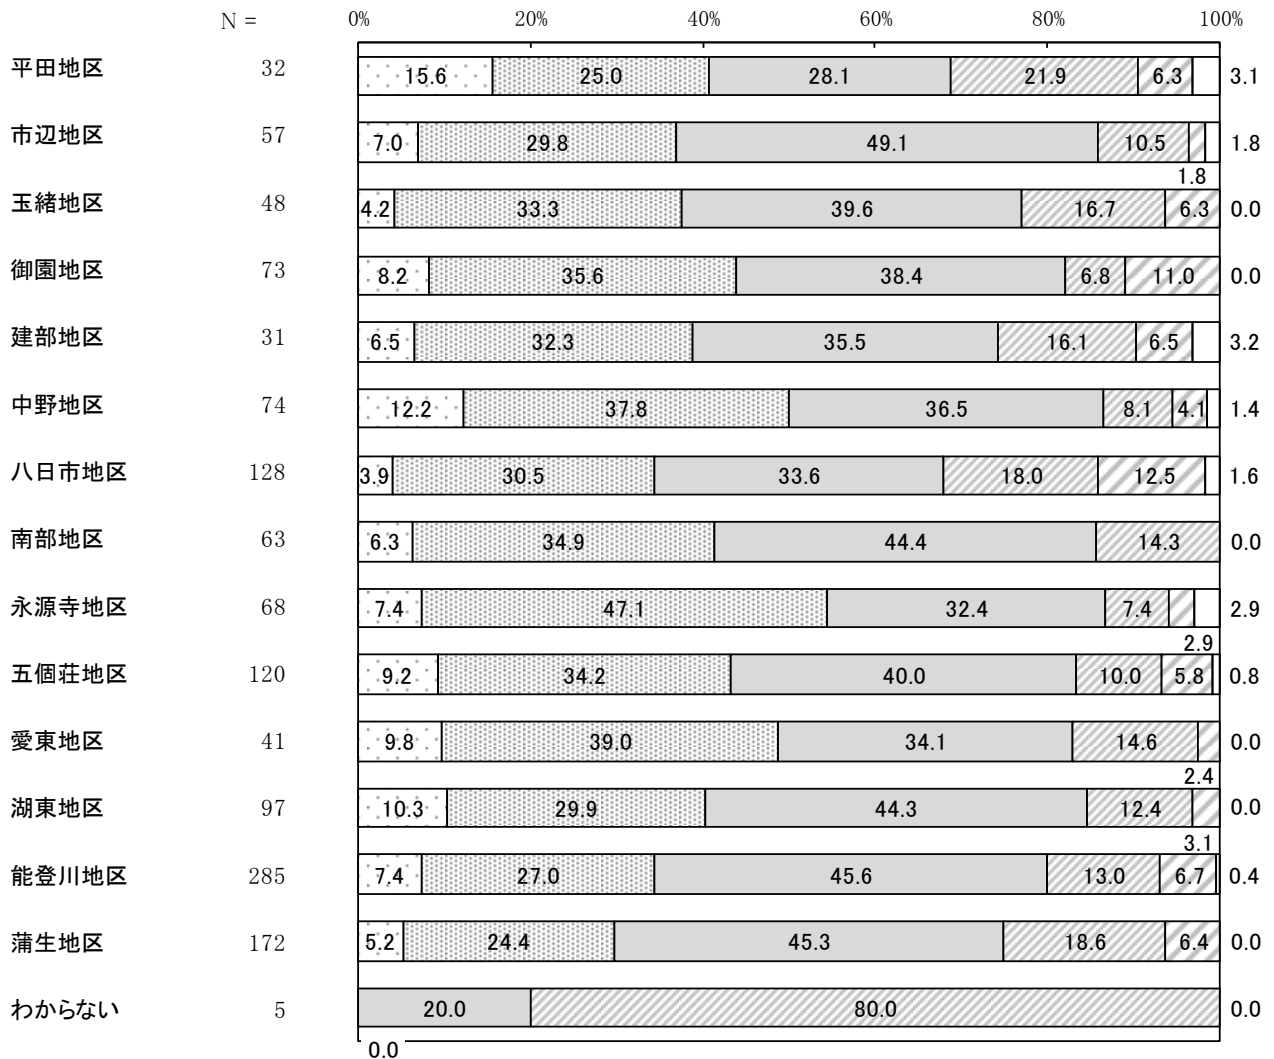 N = 0% 20% 40% 60% 80% 100%
平田地区 32 15.6 25.0 28.1 21.9 6.3 3.1
市辺地区 57 7.0 29.8 49.1 10.5 1.8
1.8
玉緒地区 48 4.2 33.3 39.6 16.7 6.3 0.0
御園地区 73 8.2 35.6 38.4 6.8 11.0 0.0
建部地区 31 6.5 32.3 35.5 16.1 6.5 3.2
中野地区 74 12.2 37.8 36.5 8.1 4.1 1.4
八日市地区 128 3.9 30.5 33.6 18.0 12.5 1.6
南部地区 63 6.3 34.9 44.4 14.3 0.0
永源寺地区 68 7.4 47.1 32.4 7.4 2.9
2.9
五個荘地区 120 9.2 34.2 40.0 10.0 5.8 0.8
愛東地区 41 9.8 39.0 34.1 14.6 0.0
2.4
湖東地区 97 10.3 29.9 44.3 12.4 0.0
3.1
能登川地区 285 7.4 27.0 45.6 13.0 6.7 0.4
蒲生地区 172 5.2 24.4 45.3 18.6 6.4 0.0
わからない 5 20.0 80.0 0.0
0.0